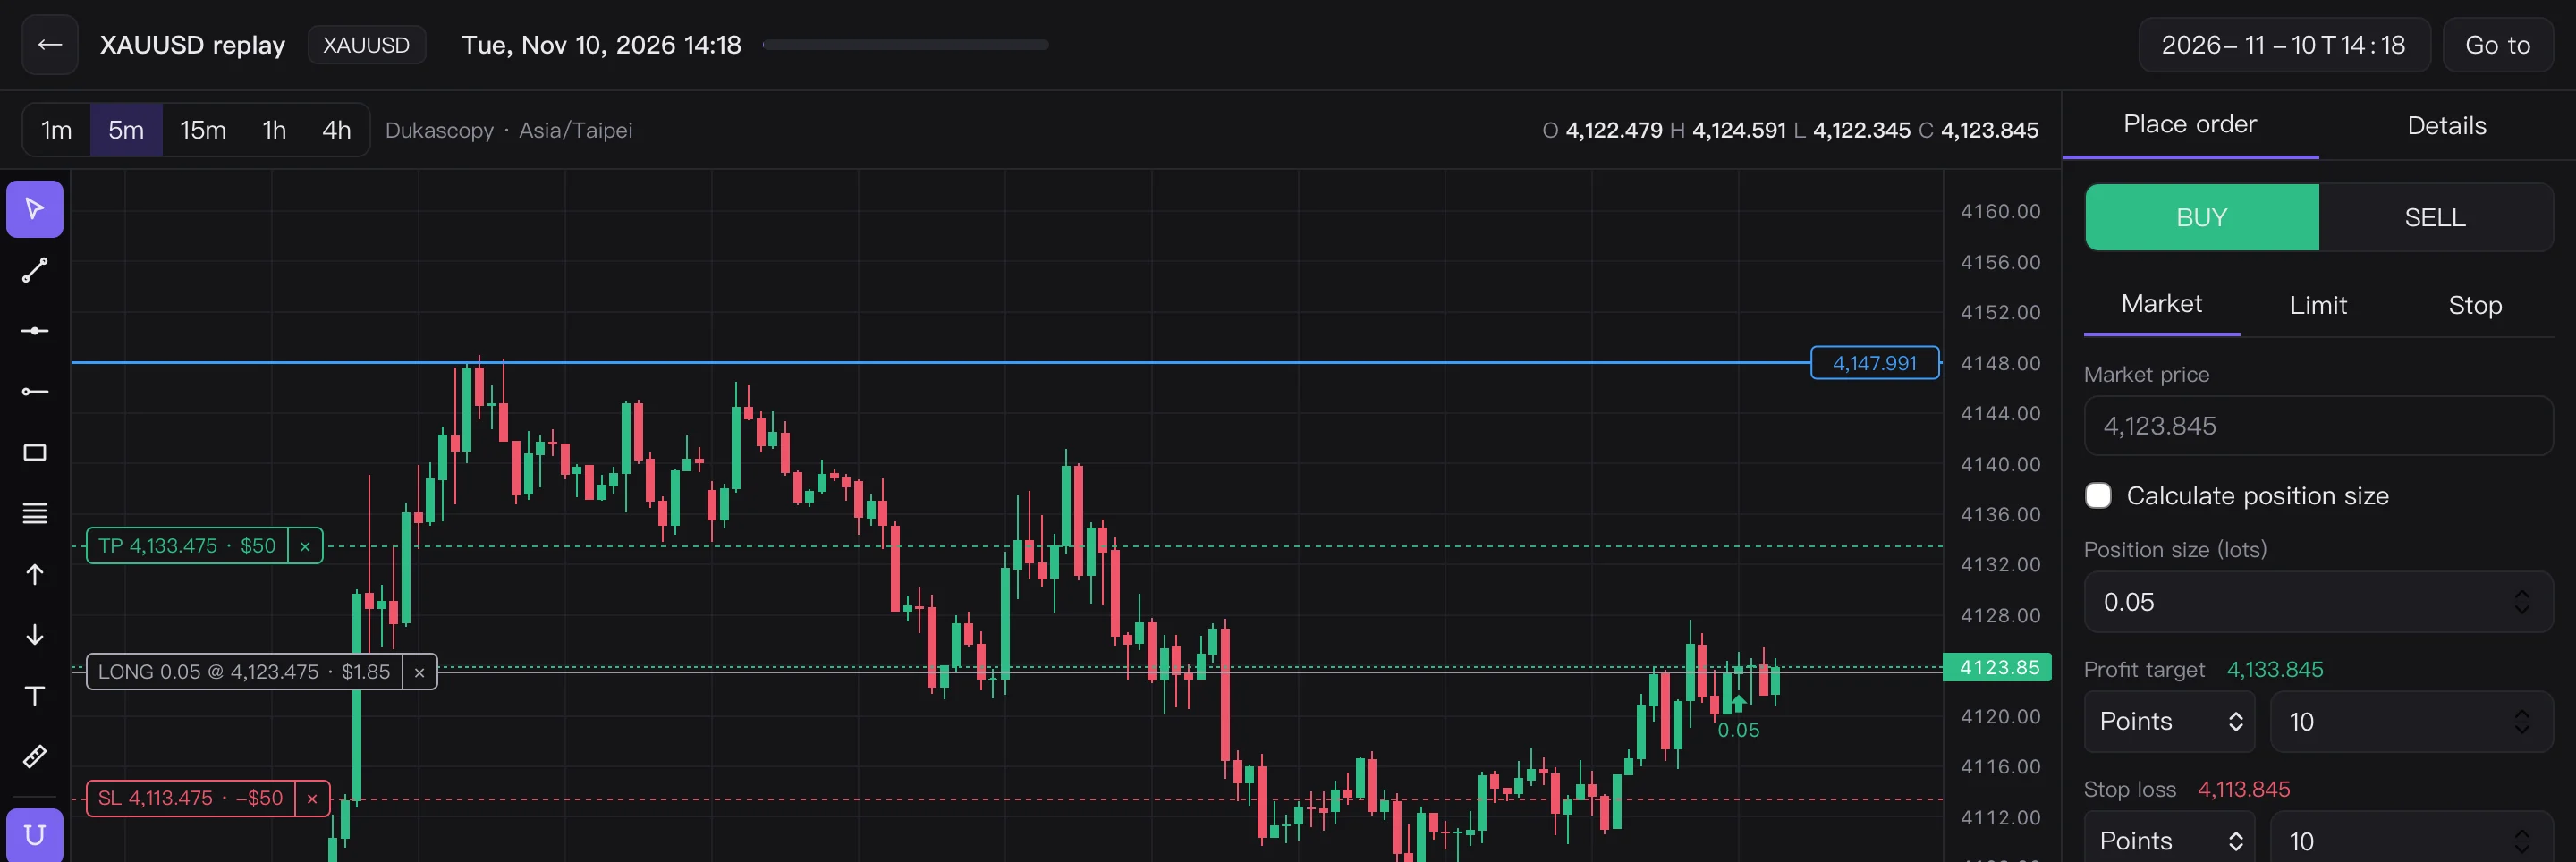 ← XAUUSD replay XAUUSD Tue, Nov 10, 2026 14:18 2026-11-10T14:18 Go to
1m 5m 15m 1h 4h Dukascopy · Asia/Taipei O 4,122.479 H 4,124.591 L 4,122.345 C 4,123.845
Place order Details
BUY SELL
Market Limit Stop
Market price
4,123.845
Calculate position size
Position size (lots)
0.05
Profit target 4,133.845
Points 10
Stop loss 4,113.845
Points 10
4160.00
4156.00
4152.00
4,147.991 4148.00
4144.00
4140.00
4136.00
TP 4,133.475 · $50 ×
4132.00
4128.00
LONG 0.05 @ 4,123.475 · $1.85 × 4123.85
0.05
4120.00
4116.00
SL 4,113.475 · −$50 ×
4112.00
T